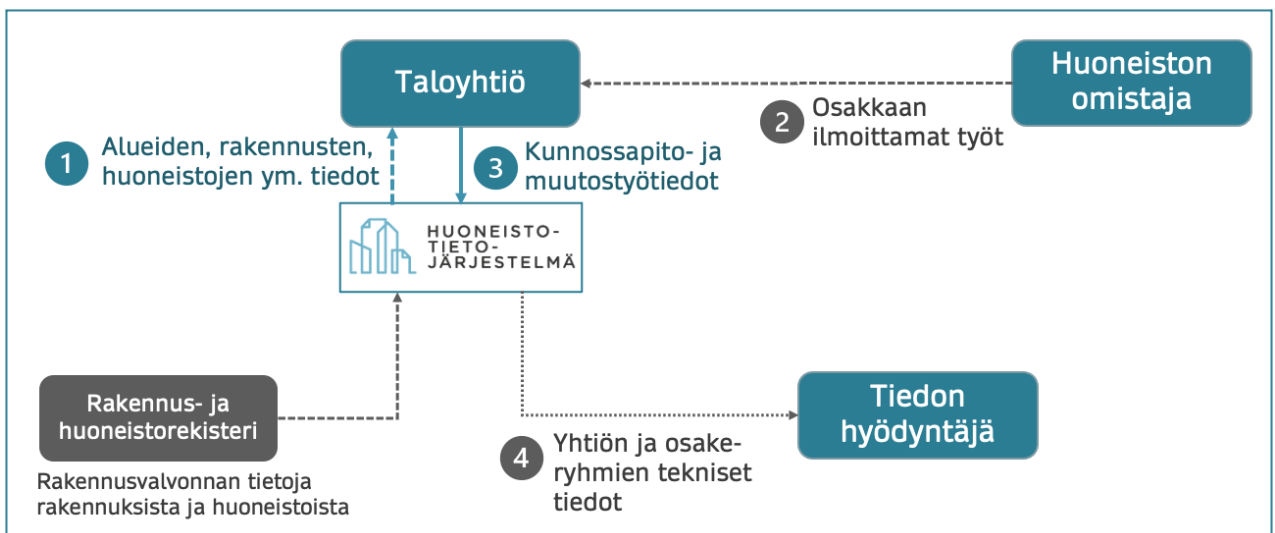 Taloyhtiö
Huoneiston
omistaja
2
Osakkaan
ilmoittamat työt
1
Alueiden, rakennusten,
huoneistojen ym. tiedot
3
Kunnossapito- ja
muutostyötiedot
HUONEISTO-
TIETO-
JÄRJESTELMÄ
Rakennus- ja
huoneistorekisteri
Rakennusvalvonnan tietoja
rakennuksista ja huoneistoista
4
Yhtiön ja osake-
ryhmien tekniset
tiedot
Tiedon
hyödyntäjä